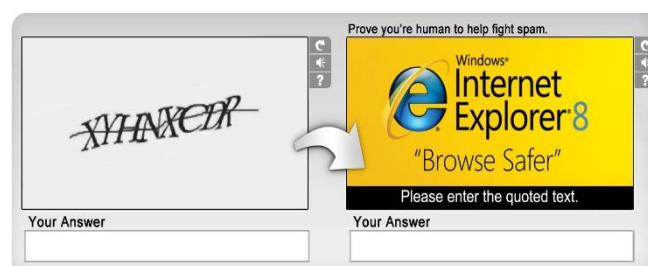 Prove you're human to help fight spam.
?
?
XYHNXCDR
Windows®
Internet
Explorer®8
"Browse Safer"
Please enter the quoted text.
Your Answer
Your Answer